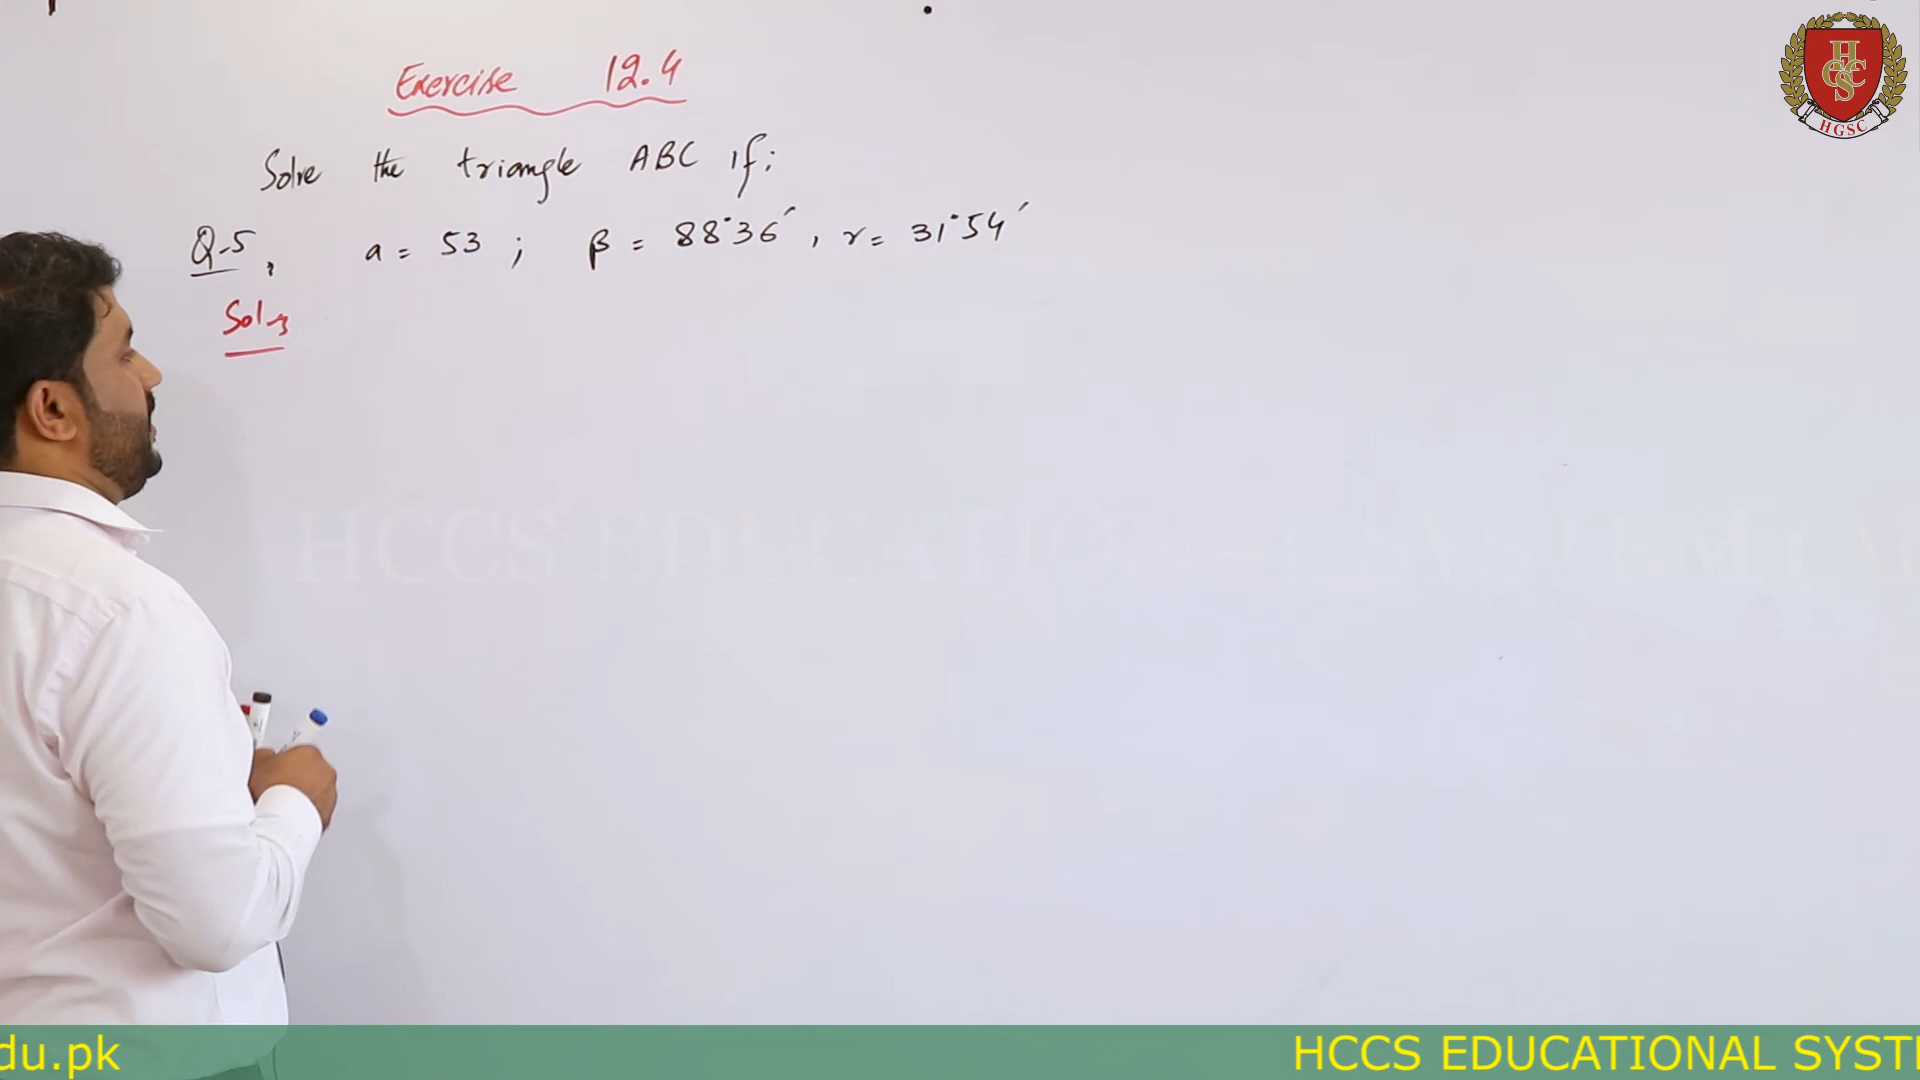 Exercise 12.4
Solve the triangle ABC if;
Q-5, a = 53 ; β = 88°36′, γ = 31°54′
Sol
HCCS EDUCATIONAL SYSTEM
HGSC
du.pk
HCCS EDUCATIONAL SYST